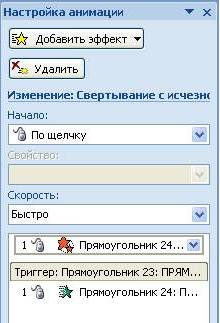 Настройка анимации
Добавить эффект
Удалить
Изменение: Свертывание с исчезно
Начало:
По щелчку
Свойство:
Скорость:
Быстро
1 Прямоугольник 24...
Триггер: Прямоугольник 23: ПРЯМ...
1 Прямоугольник 24: П...